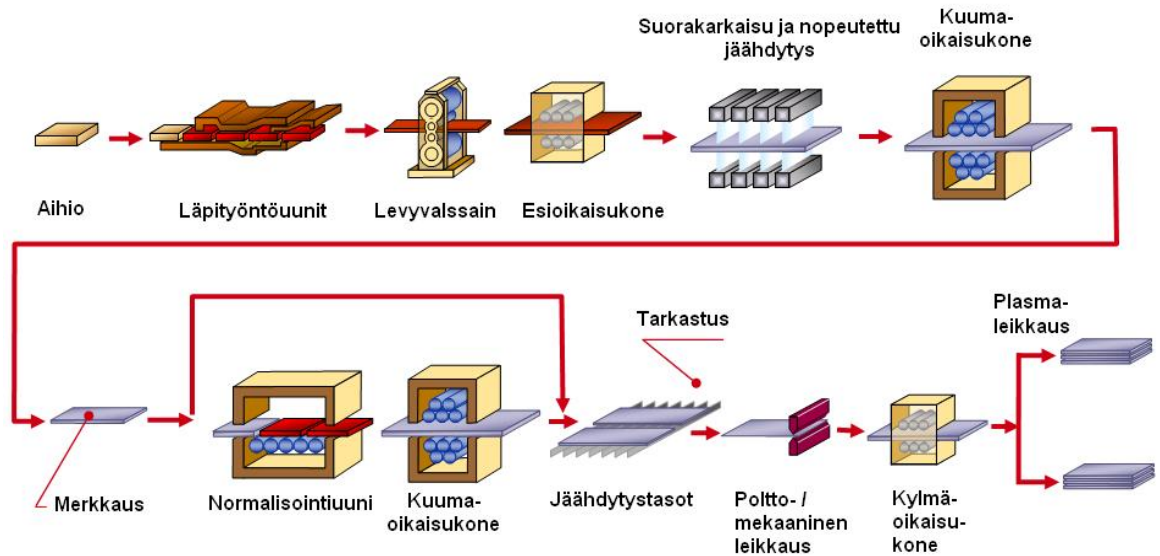 Suorakarkaisu ja nopeutettu
jäähdytys
Kuuma-
oikaisukone
Aihio
Läpityöntöuunit
Levyvalssain
Esioikaisukone
Tarkastus
Plasma-
leikkaus
Merkkaus
Normalisointiuuni
Kuuma-
oikaisukone
Jäähdytystasot
Poltto- /
mekaaninen
leikkaus
Kylmä-
oikaisu-
kone